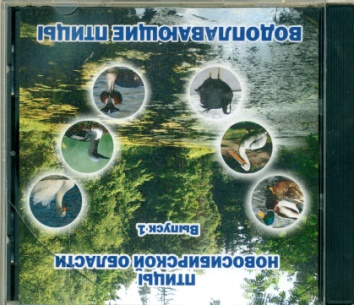 ПТИЦЫ
НОВОСИБИРСКОЙ ОБЛАСТИ
Выпуск 1
ВОДОПЛАВАЮЩИЕ ПТИЦЫ